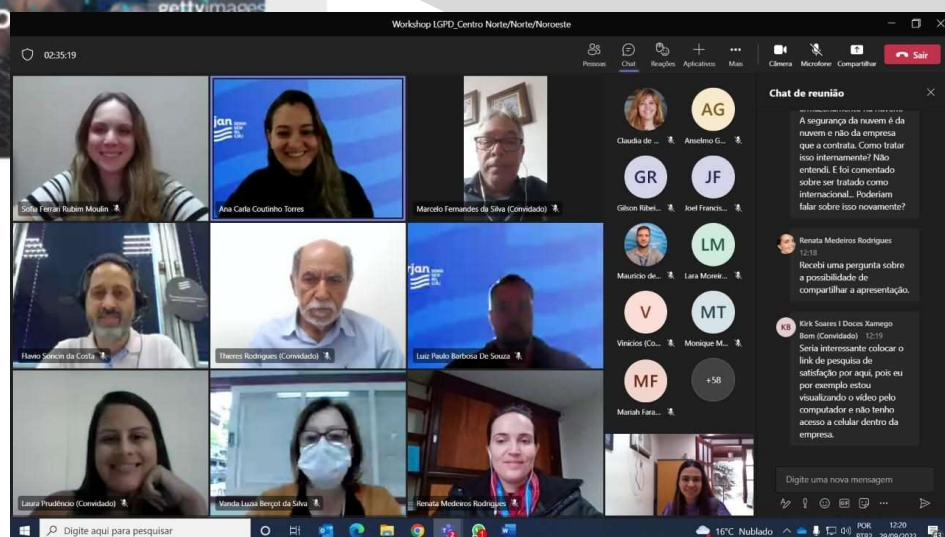 gettyimages
Workshop LGPD_Centro Norte/Norte/Noroeste
02:35:19
Pessoas
Chat
Reações
Aplicativos
Mais
Câmera
Microfone
Compartilhar
Sair
Sofia Ferrari Rubim Moulin
jan
Ana Carla Coutinho Torres
Marcelo Fernandes da Silva (Convidado)
Flavio Soncin da Costa
Thieres Rodrigues (Convidado)
rjan
Luiz Paulo Barbosa De Souza
Laura Prudêncio (Convidado)
Vanda Luzia Berçot da Silva
Renata Medeiros Rodrigues
Claudia de ...
AG
Anselmo G...
GR
Gilson Ribei...
JF
Joel Francis...
Mauricio de...
LM
Lara Moreir...
V
Vinicios (Co...
MT
Monique M...
MF
Mariah Fara...
+58
Chat de reunião
A segurança da nuvem é da
nuvem e não da empresa
que a contrata. Como tratar
isso internamente? Não
entendi. E foi comentado
sobre ser tratado como
internacional... Poderiam
falar sobre isso novamente?
Renata Medeiros Rodrigues
12:18
Recebi uma pergunta sobre
a possibilidade de
compartilhar a apresentação.
KB
Kirk Soares I Doces Xamego
Bom (Convidado) 12:19
Seria interessante colocar o
link de pesquisa de
satisfação por aqui, pois eu
por exemplo estou
visualizando o vídeo pelo
computador e não tenho
acesso a celular dentro da
empresa.
Digite uma nova mensagem
Digite aqui para pesquisar
16°C Nublado
POR
PTB2
12:20
29/09/2022